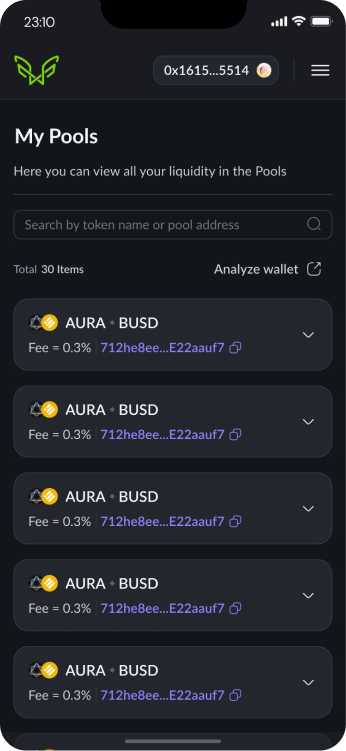 23:10
0x1615...5514
My Pools
Here you can view all your liquidity in the Pools
Search by token name or pool address
Total 30 Items Analyze wallet
AURA • BUSD
Fee = 0.3% 712he8ee...E22aauf7
AURA • BUSD
Fee = 0.3% 712he8ee...E22aauf7
AURA • BUSD
Fee = 0.3% 712he8ee...E22aauf7
AURA • BUSD
Fee = 0.3% 712he8ee...E22aauf7
AURA • BUSD
Fee = 0.3% 712he8ee...E22aauf7